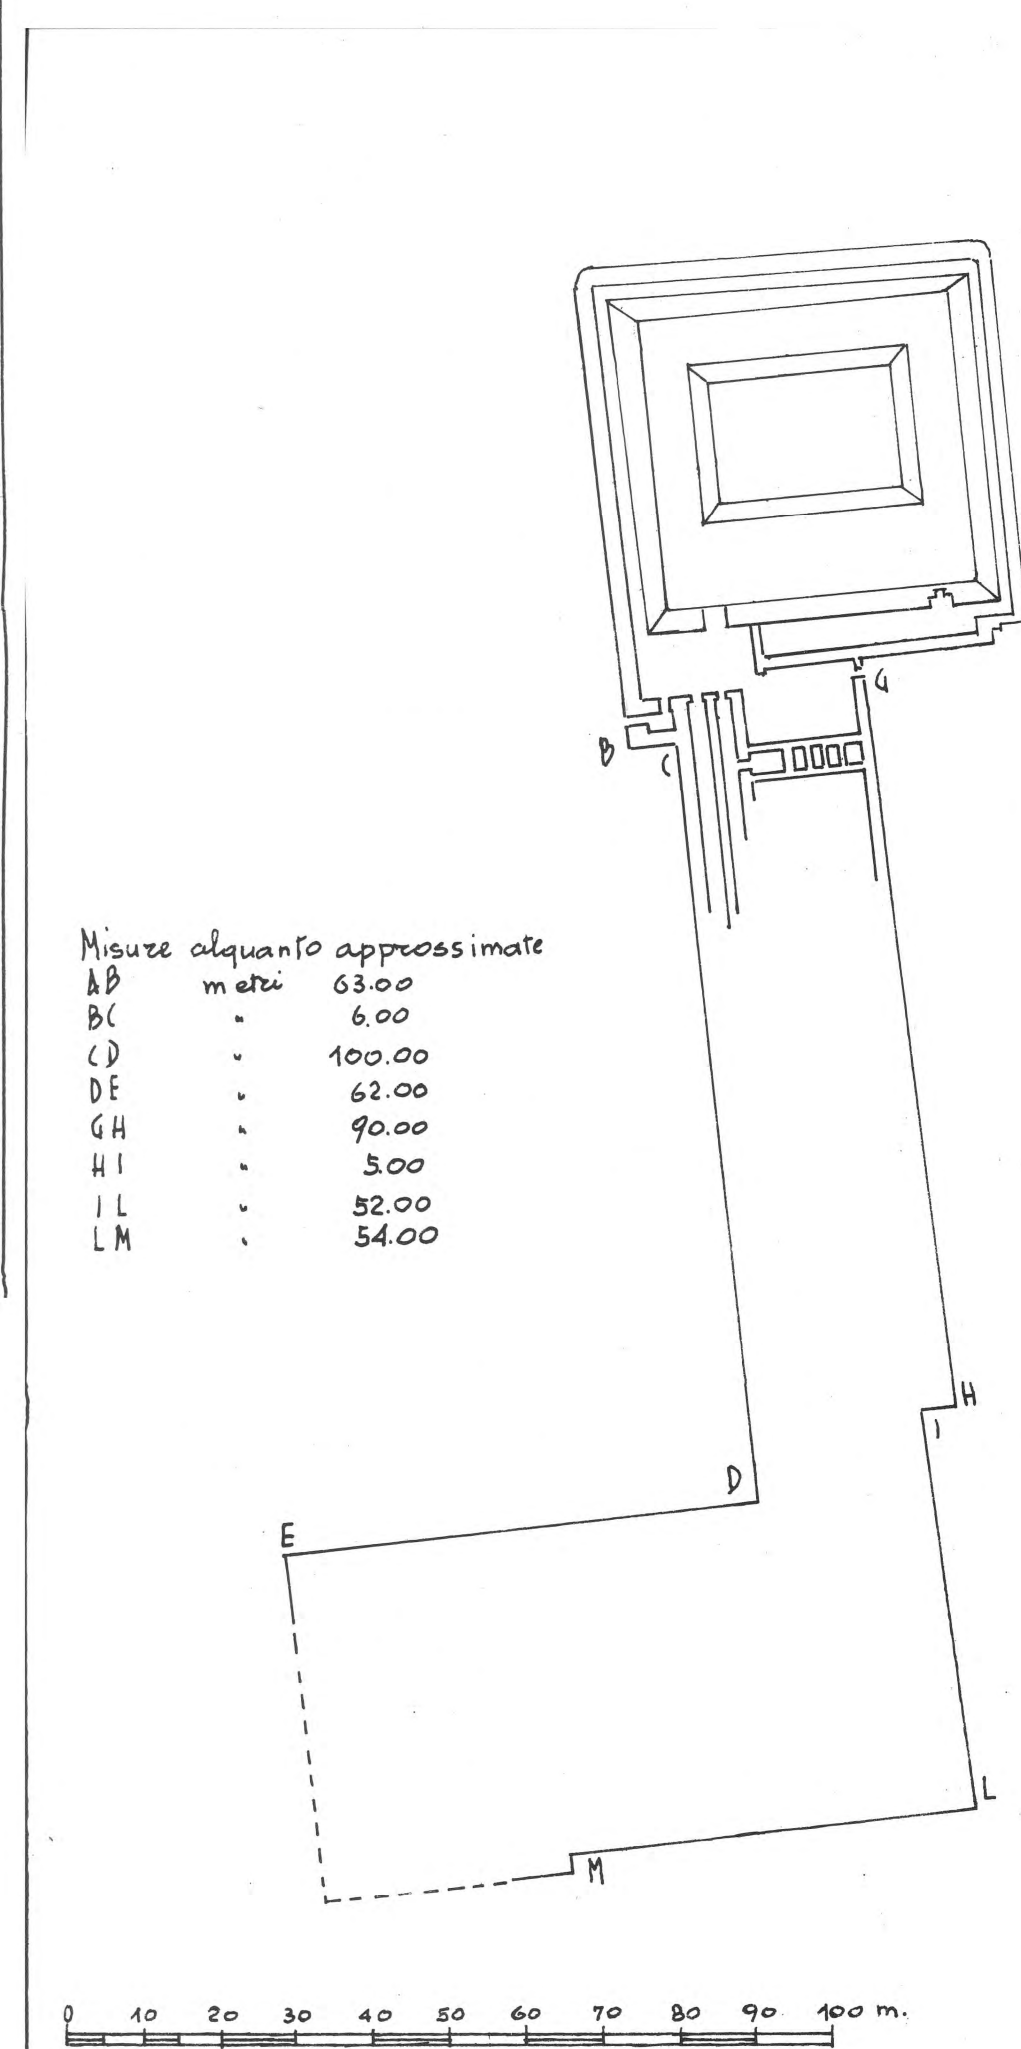 G
B
C
Misure alquanto approssimate
AB metri 63.00
BC " 6.00
CD " 100.00
DE " 62.00
GH " 90.00
HI " 5.00
IL " 52.00
LM " 54.00
H
I
D
E
L
M
0 10 20 30 40 50 60 70 80 90 100 m.